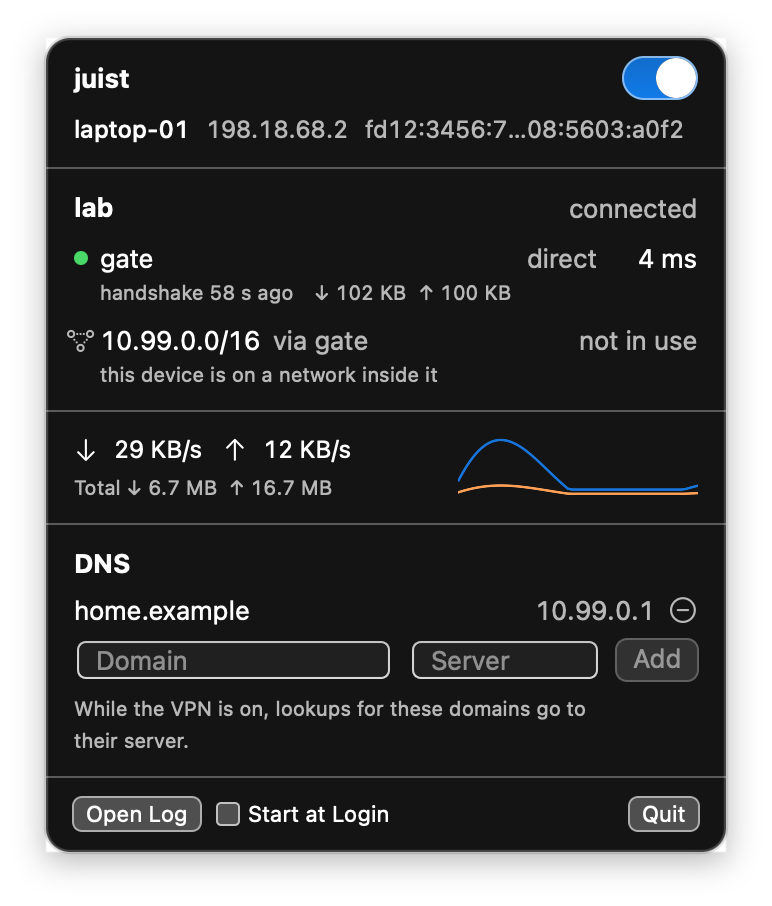 juist
laptop-01 198.18.68.2 fd12:3456:7…08:5603:a0f2
lab connected
gate direct 4 ms
handshake 58 s ago ↓ 102 KB ↑ 100 KB
10.99.0.0/16 via gate not in use
this device is on a network inside it
↓ 29 KB/s ↑ 12 KB/s
Total ↓ 6.7 MB ↑ 16.7 MB
DNS
home.example 10.99.0.1
Domain Server Add
While the VPN is on, lookups for these domains go to
their server.
Open Log Start at Login Quit